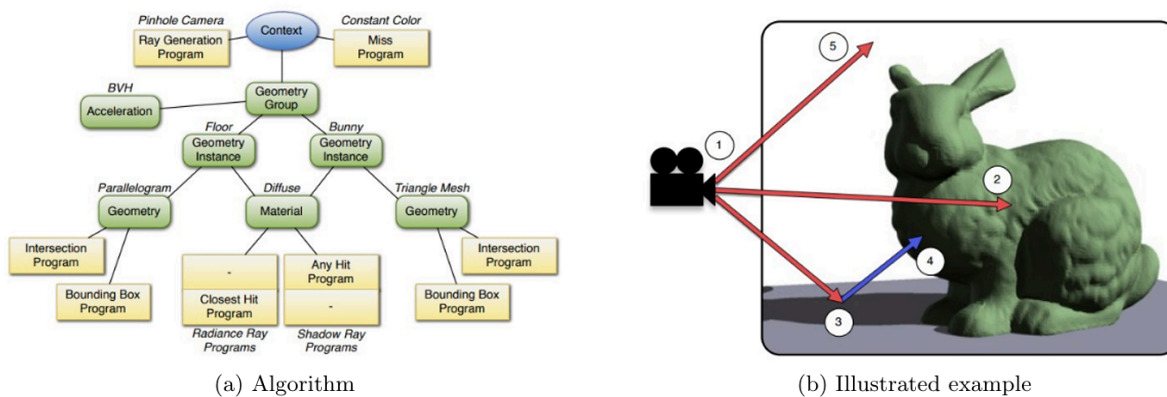 Pinhole Camera
Ray Generation
Program
Context
Constant Color
Miss
Program
BVH
Acceleration
Geometry
Group
Floor
Geometry
Instance
Bunny
Geometry
Instance
Parallelogram
Geometry
Diffuse
Material
Triangle Mesh
Geometry
Intersection
Program
Bounding Box
Program
-
Closest Hit
Program
Radiance Ray
Programs
Any Hit
Program
-
Shadow Ray
Programs
Intersection
Program
Bounding Box
Program
(a) Algorithm
5
1
2
4
3
(b) Illustrated example